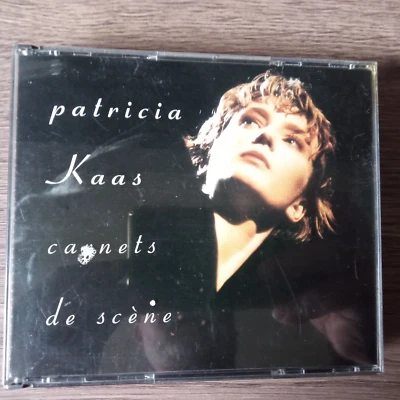 patricia
Kaas
carnets
de scène